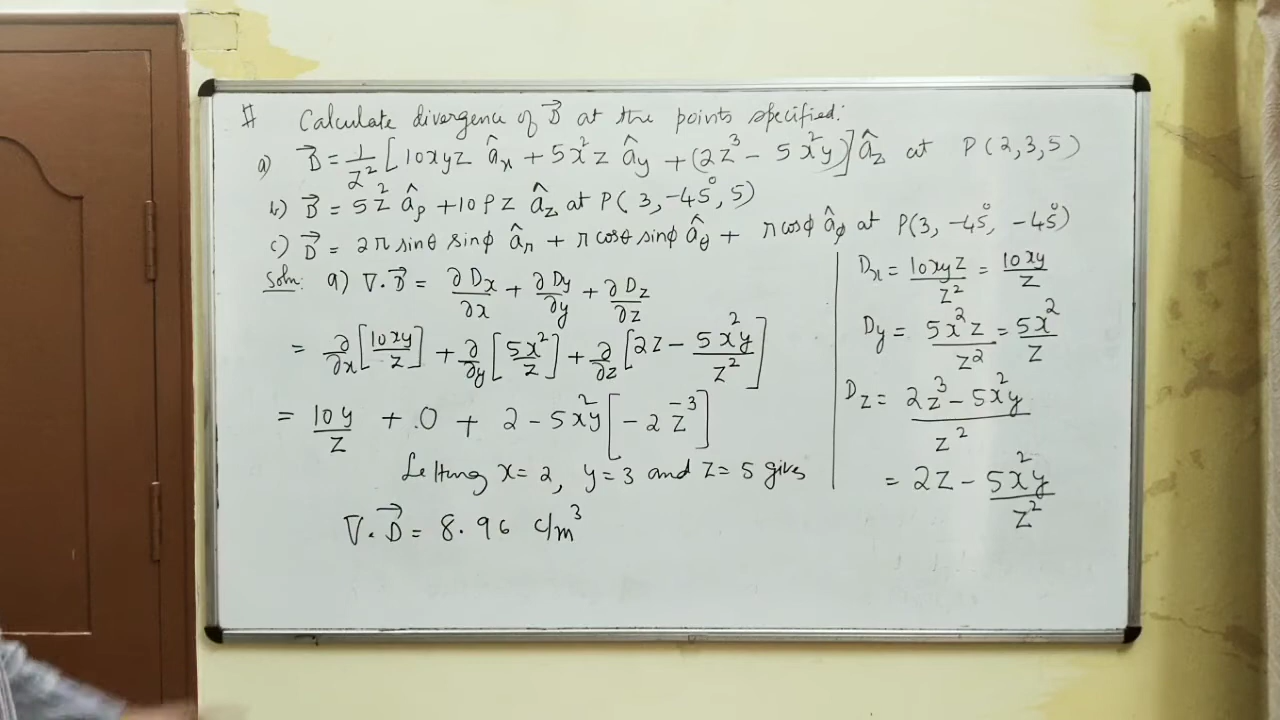 # Calculate divergence of D⃗ at the points specified:
a) D⃗ = 1/z² [10xyz âx + 5x²z ây + (2z³ - 5x²y)] âz at P(2,3,5)
b) D⃗ = 5z² âρ + 10ρz âz at P(3, -45°, 5)
c) D⃗ = 2r sinθ sinφ âr + r cosθ sinφ âθ + r cosφ âφ at P(3, -45°, -45°)
Soln: a) ∇.D⃗ = ∂Dx/∂x + ∂Dy/∂y + ∂Dz/∂z
= ∂/∂x [10xy/z] + ∂/∂y [5x²/z] + ∂/∂z [2z - 5x²y/z²]
= 10y/z + 0 + 2 - 5x²y [-2z⁻³]
Letting x=2, y=3 and z=5 gives
∇.D⃗ = 8.96 c/m³
Dx = 10xyz/z² = 10xy/z
Dy = 5x²z/z² = 5x²/z
Dz = 2z³ - 5x²y/z²
= 2z - 5x²y/z²